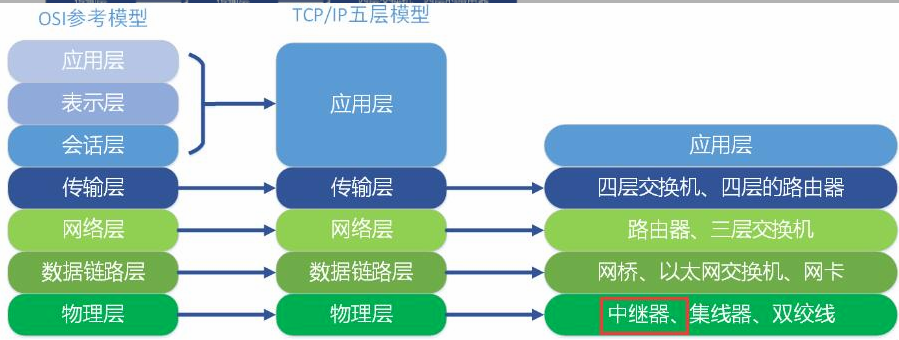 OSI参考模型
TCP/IP五层模型
应用层
表示层
会话层
传输层
网络层
数据链路层
物理层
应用层
传输层
网络层
数据链路层
物理层
应用层
四层交换机、四层的路由器
路由器、三层交换机
网桥、以太网交换机、网卡
中继器、集线器、双绞线